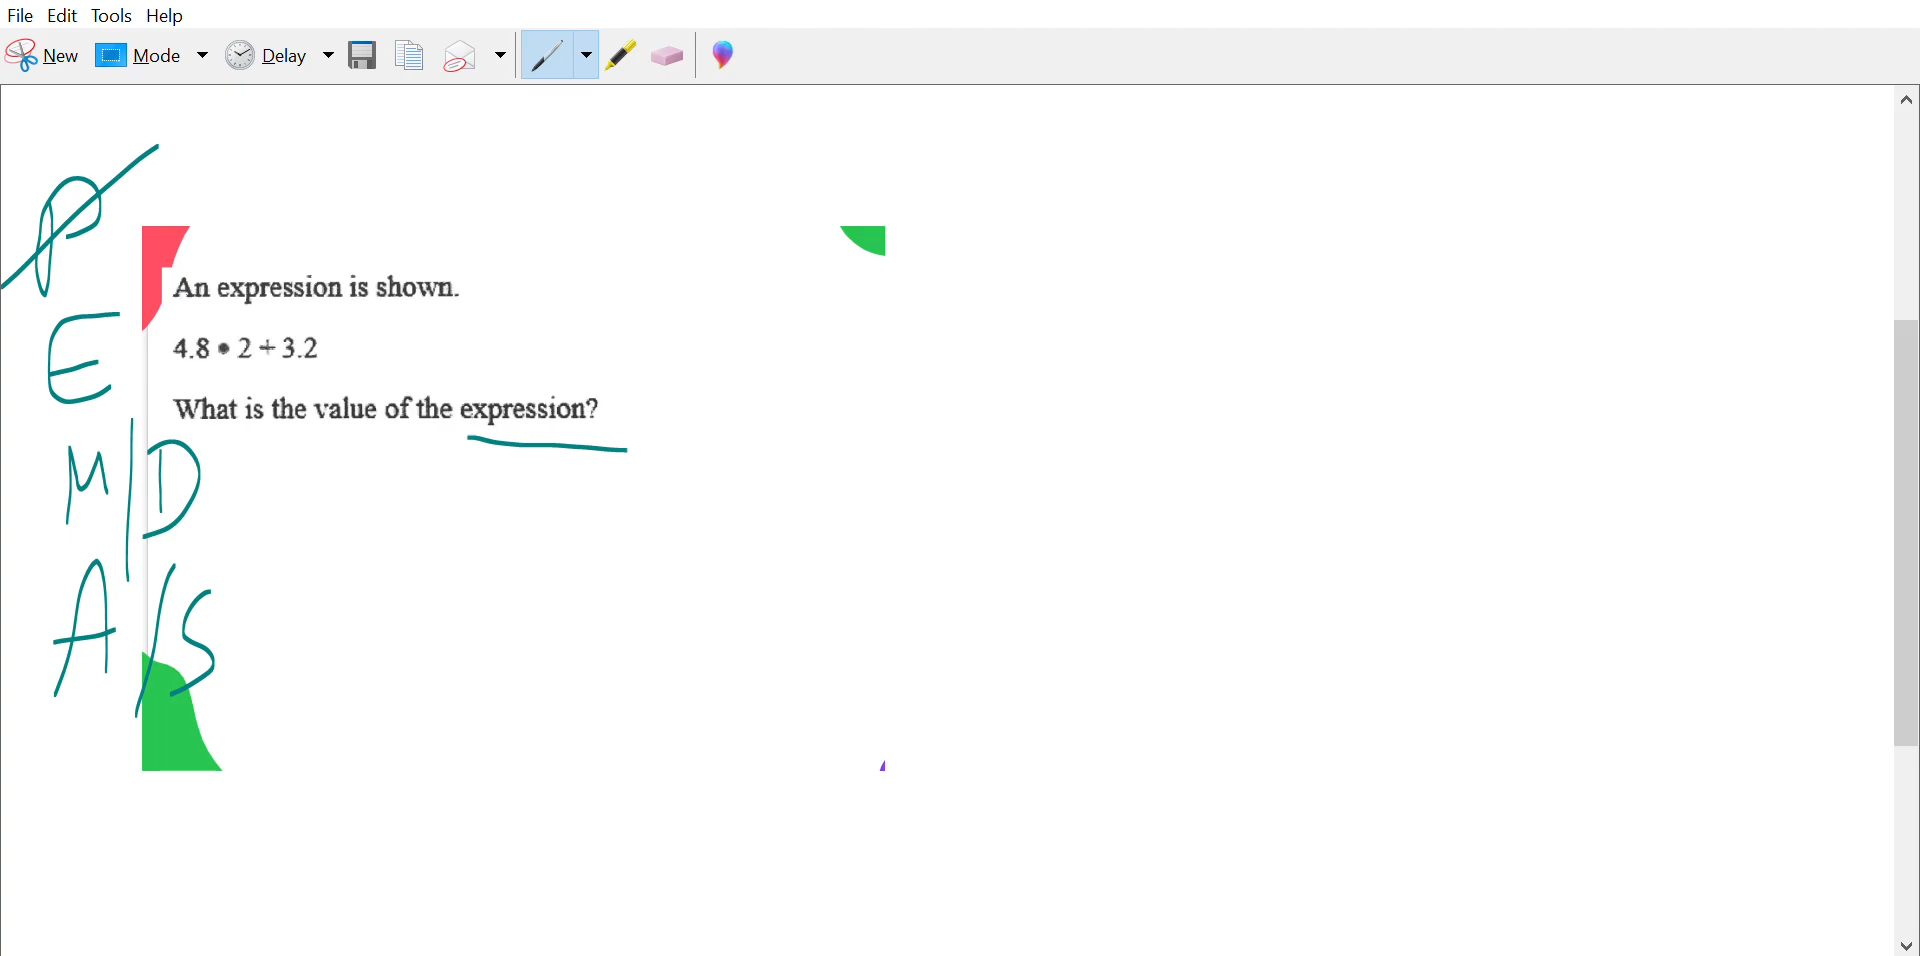 File Edit Tools Help
New Mode Delay
P
An expression is shown.
E
4.8 • 2 + 3.2
What is the value of the expression?
M/D
A/S